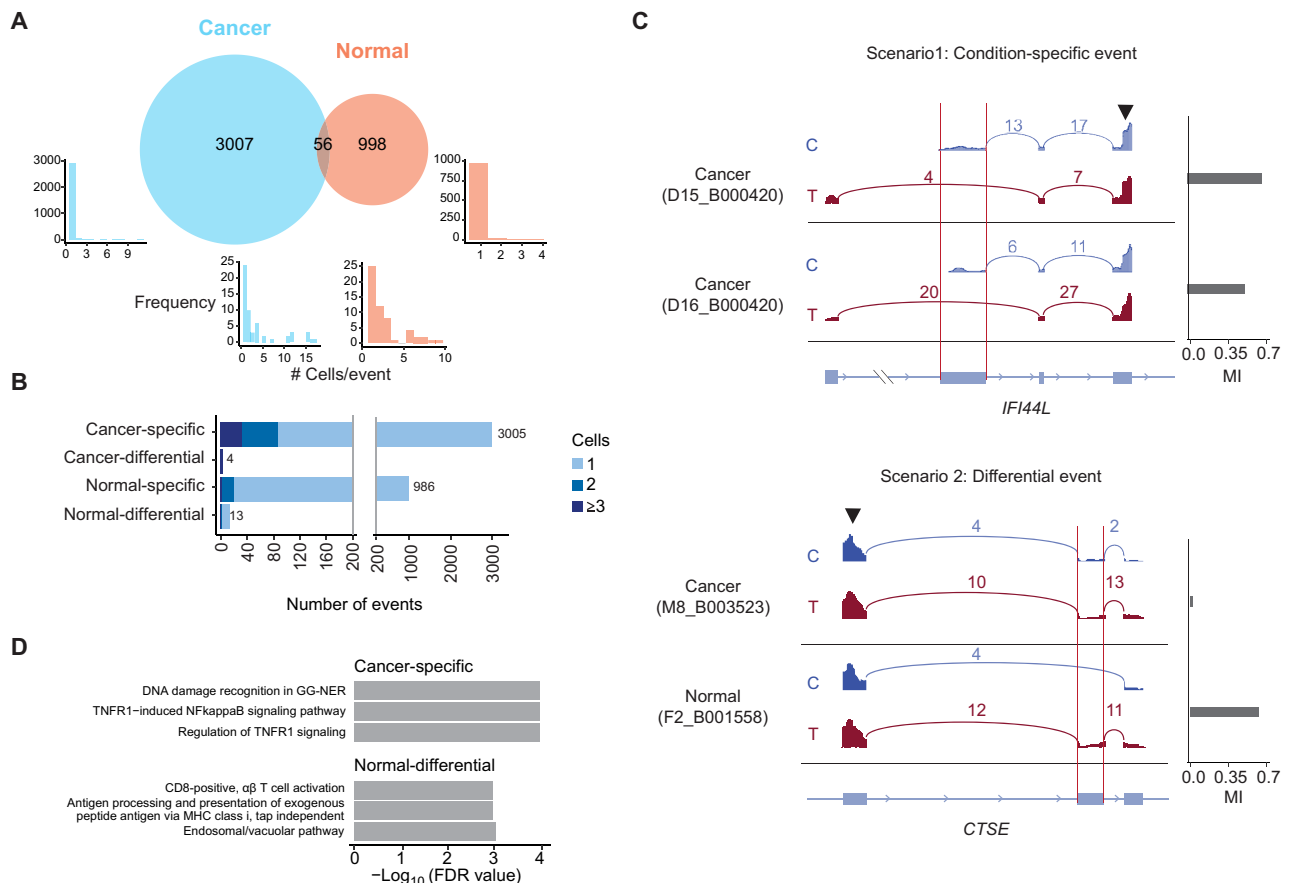 A
Cancer
Normal
3007
56
998
3000
2000
1000
0
0 3 6 9
1000
750
500
250
0
1 2 3 4
Frequency
25
20
15
10
5
0
0 5 10 15
25
20
15
10
5
0
0 5 10
# Cells/event
B
Cancer-specific
Cancer-differential
Normal-specific
Normal-differential
3005
4
986
13
0 40 80 120 160 200
200 1000 2000 3000
Number of events
Cells
1
2
≥3
D
Cancer-specific
DNA damage recognition in GG-NER
TNFR1−induced NFkappaB signaling pathway
Regulation of TNFR1 signaling
Normal-differential
CD8-positive, αβ T cell activation
Antigen processing and presentation of exogenous
peptide antigen via MHC class i, tap independent
Endosomal/vacuolar pathway
0 1 2 3 4
−Log10 (FDR value)
C
Scenario1: Condition-specific event
Cancer
(D15_B000420)
C
13 17
T
4 7
Cancer
(D16_B000420)
C
6 11
T
20 27
IFI44L
0.0 0.35 0.7
MI
Scenario 2: Differential event
Cancer
(M8_B003523)
C
4 2
T
10 13
Normal
(F2_B001558)
C
4
T
12 11
CTSE
0.0 0.35 0.7
MI